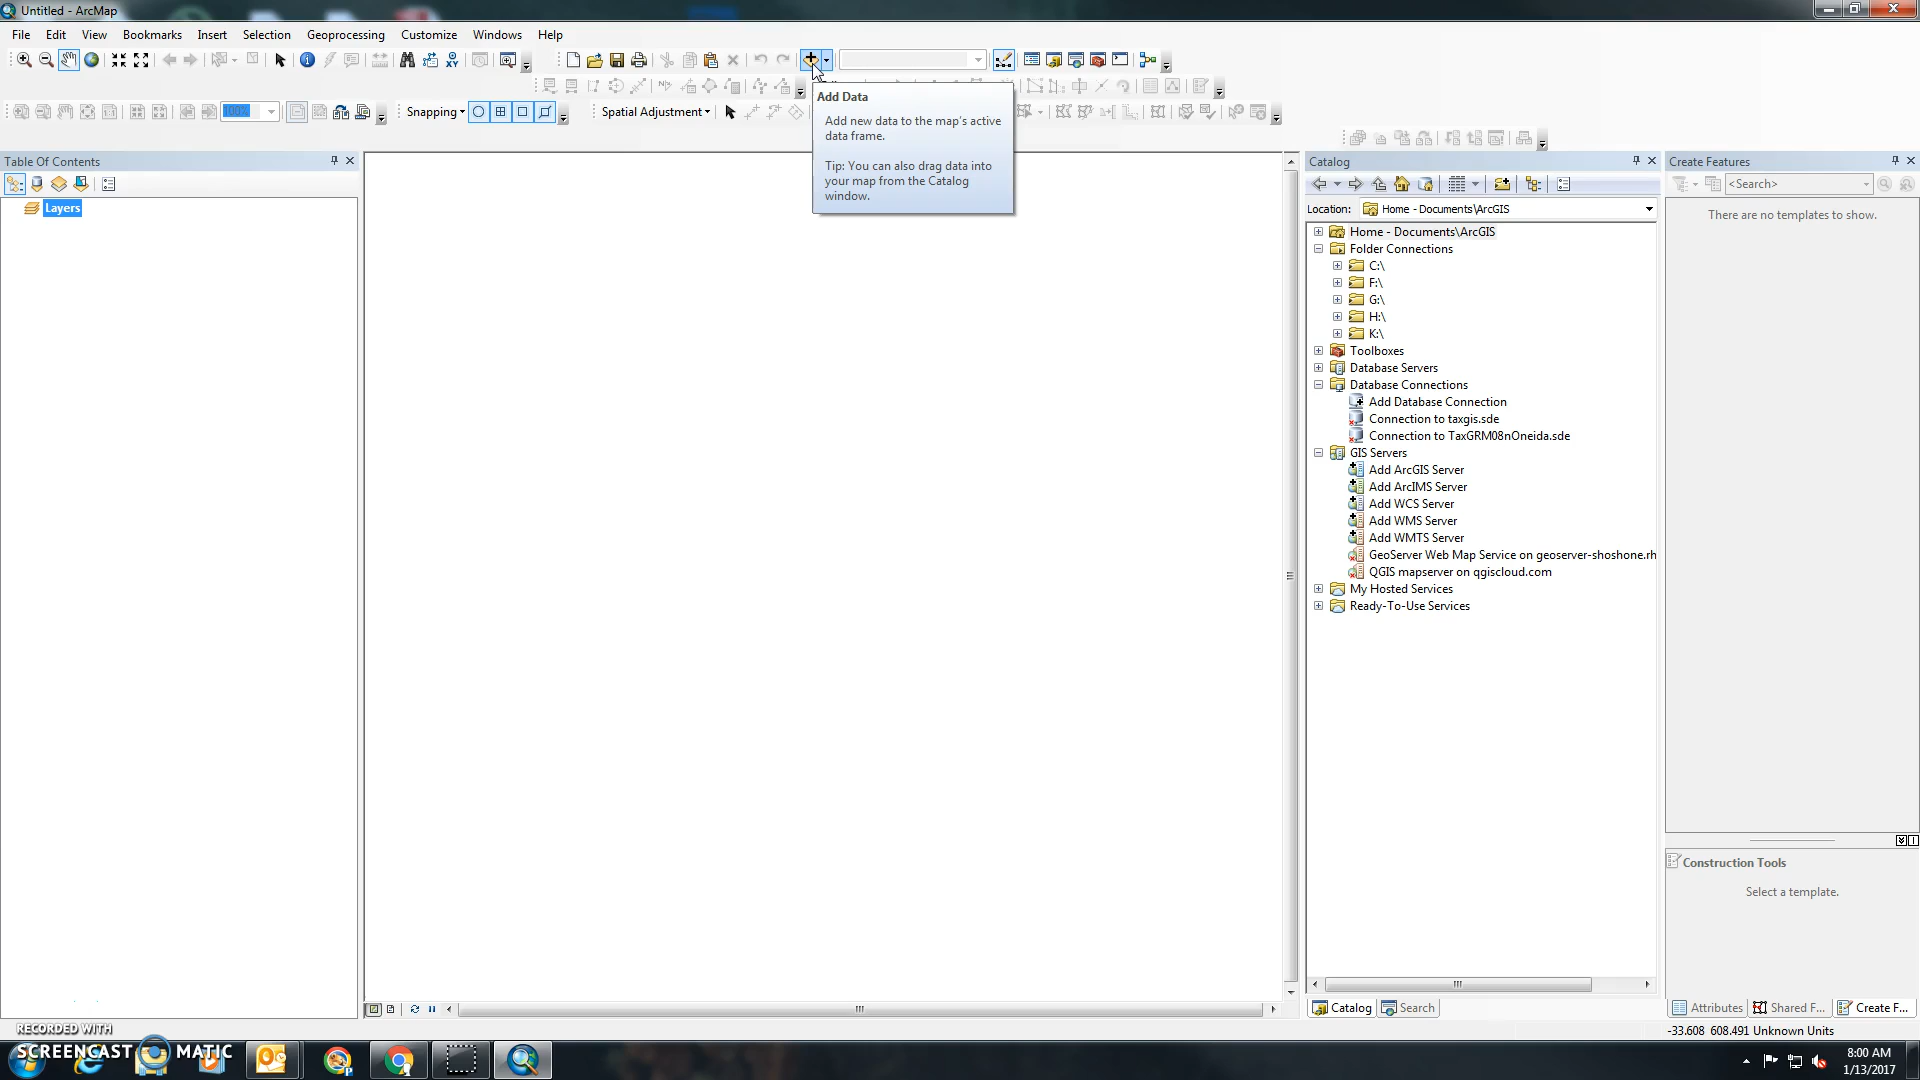 Untitled - ArcMap
File Edit View Bookmarks Insert Selection Geoprocessing Customize Windows Help
100%
Snapping
Spatial Adjustment
Add Data
Add new data to the map's active
data frame.
Tip: You can also drag data into
your map from the Catalog
window.
Table Of Contents
Layers
Catalog
Location: Home - Documents\ArcGIS
Home - Documents\ArcGIS
Folder Connections
C:\
F:\
G:\
H:\
K:\
Toolboxes
Database Servers
Database Connections
Add Database Connection
Connection to taxgis.sde
Connection to TaxGRM08nOneida.sde
GIS Servers
Add ArcGIS Server
Add ArcIMS Server
Add WCS Server
Add WMS Server
Add WMTS Server
GeoServer Web Map Service on geoserver-shoshone.rh
QGIS mapserver on qgiscloud.com
My Hosted Services
Ready-To-Use Services
Catalog Search
Create Features
<Search>
There are no templates to show.
Construction Tools
Select a template.
Attributes Shared F... Create F...
-33.608 608.491 Unknown Units
RECORDED WITH
SCREENCAST MATIC
8:00 AM
1/13/2017